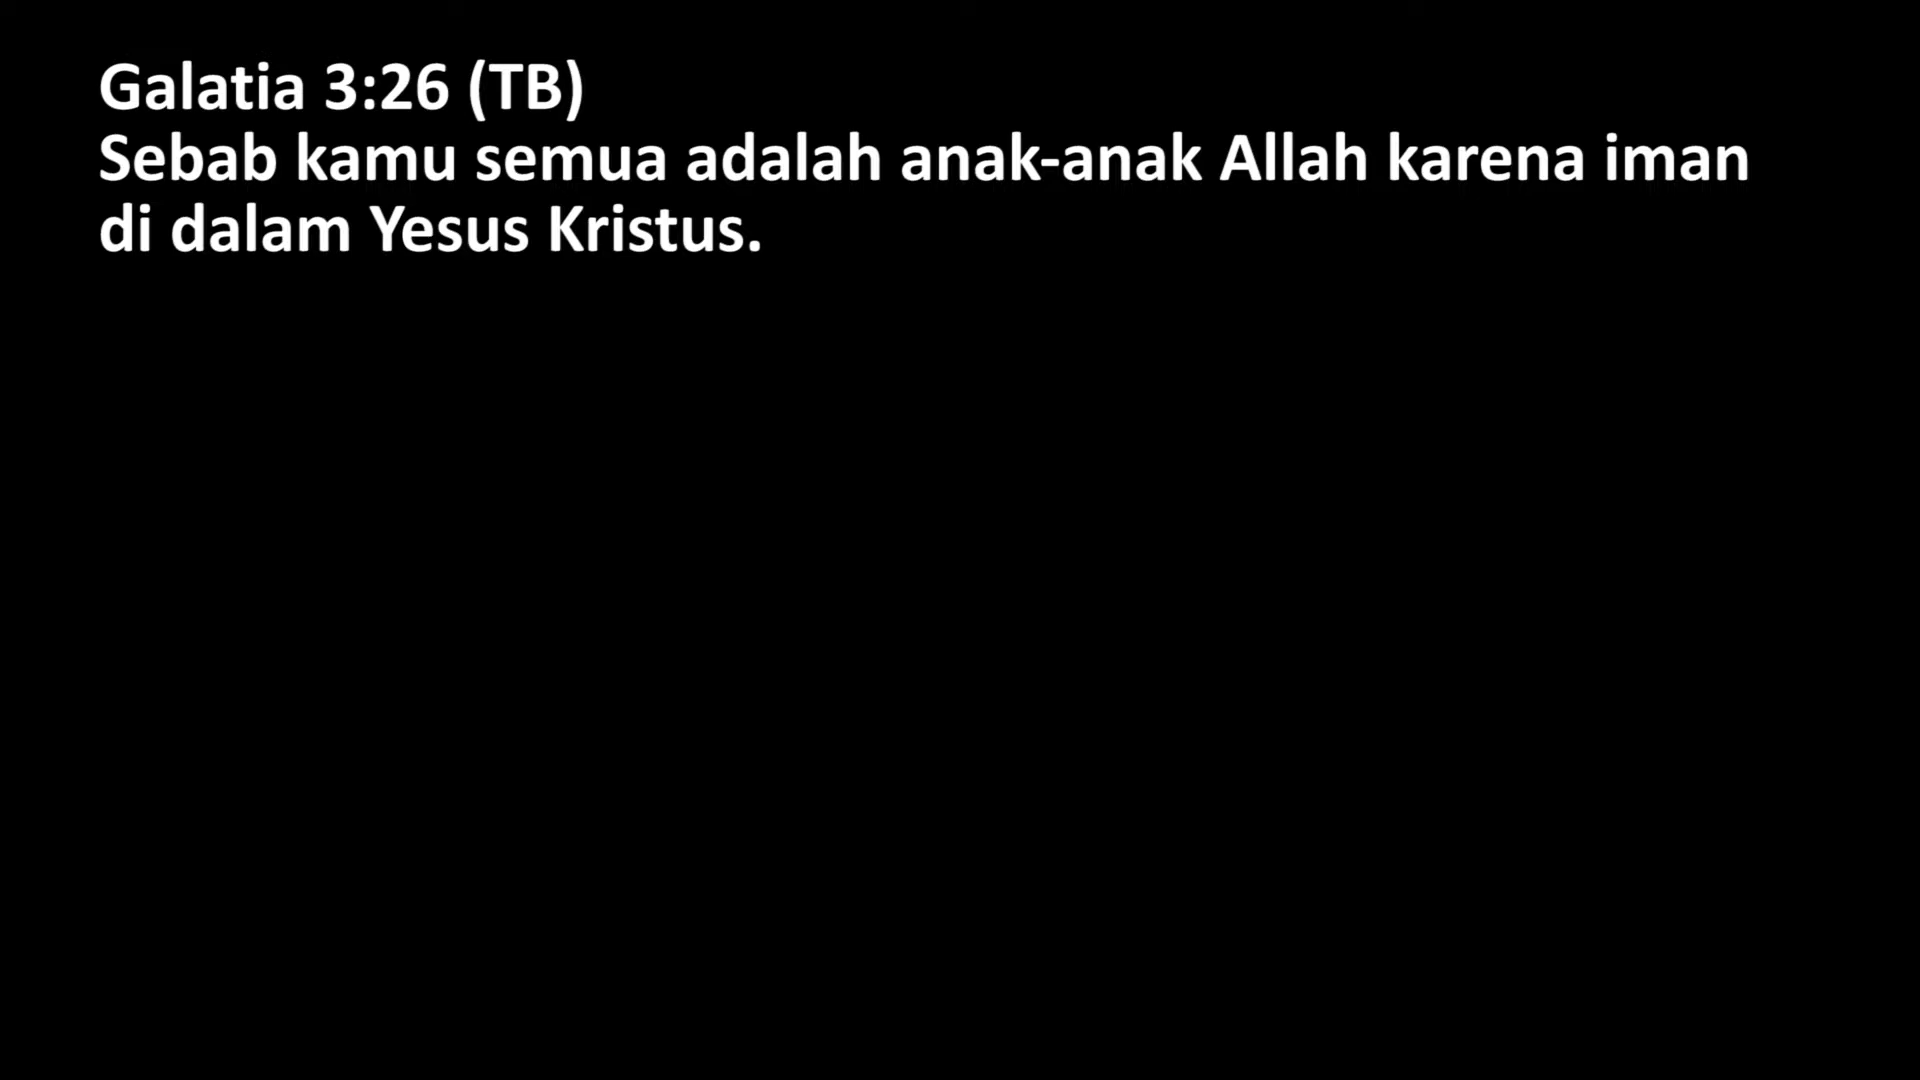 Galatia 3:26 (TB)
Sebab kamu semua adalah anak-anak Allah karena iman
di dalam Yesus Kristus.